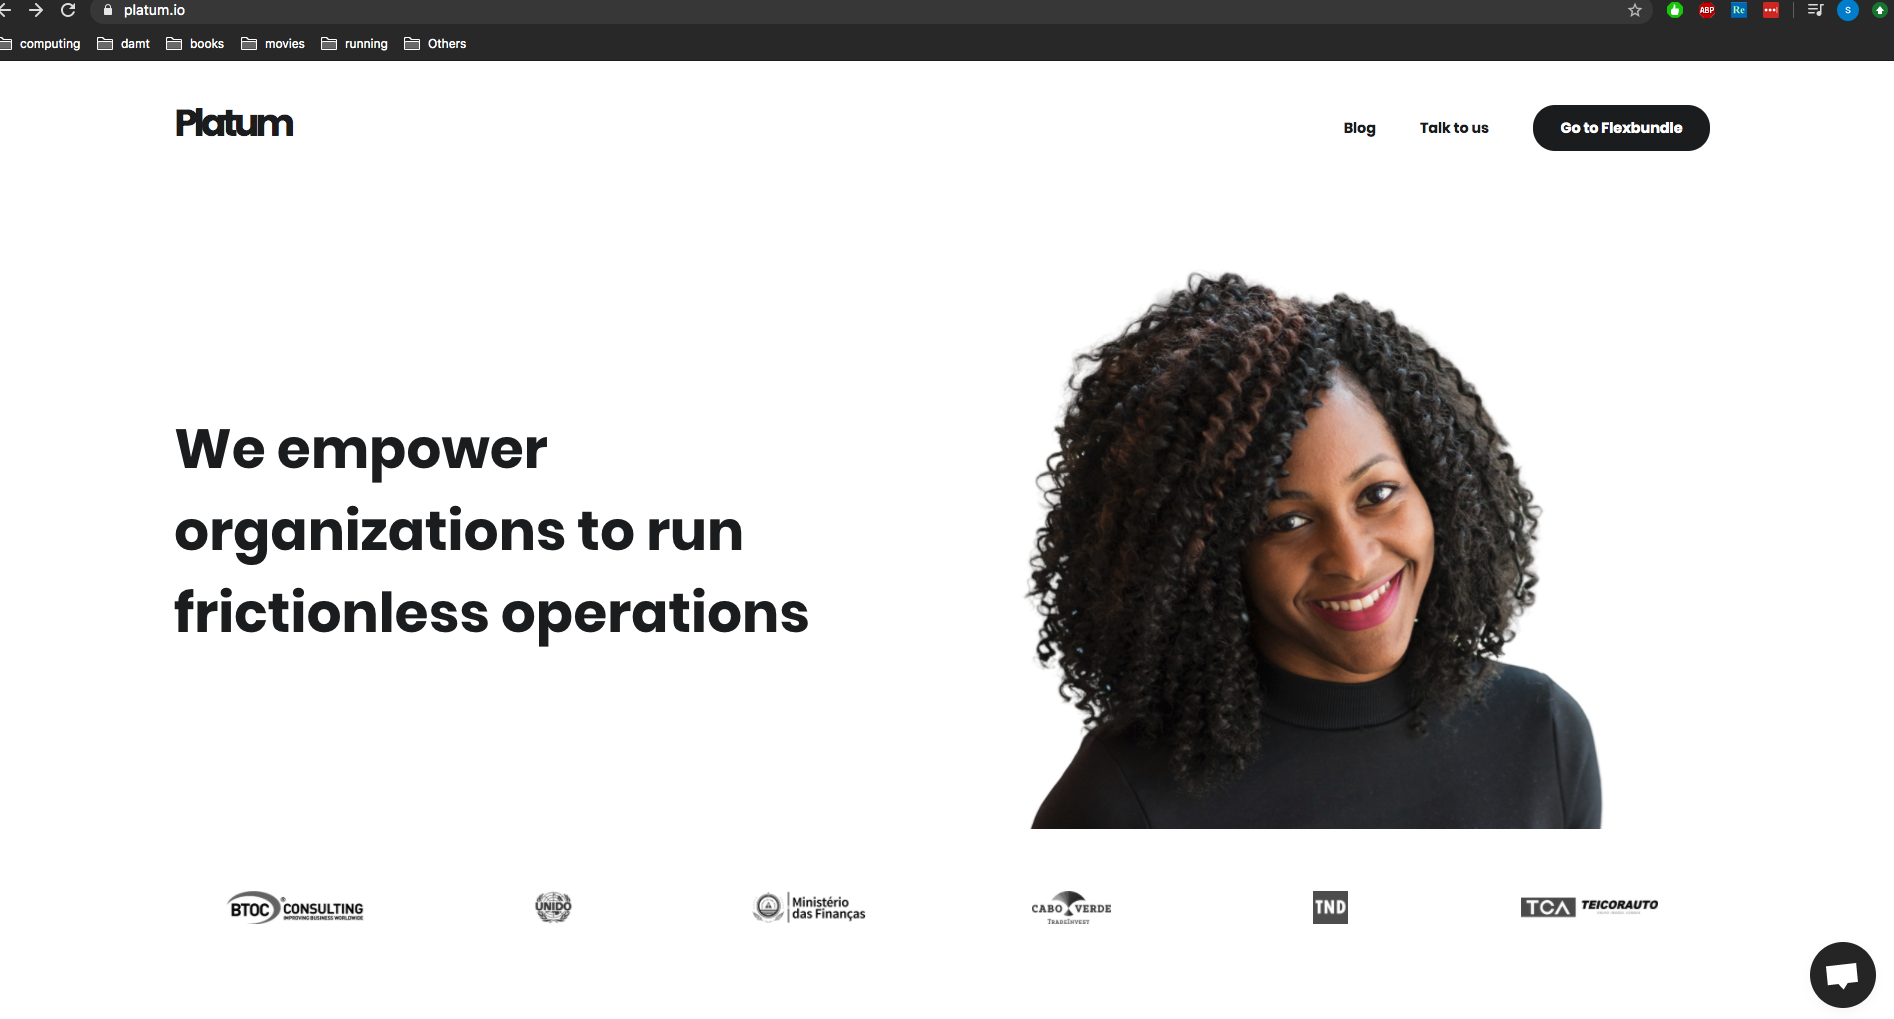 platum.io
ABP
Re
S
computing
damt
books
movies
running
Others
Platum
Blog
Talk to us
Go to Flexbundle
We empower
organizations to run
frictionless operations
BTOC CONSULTING
IMPROVING BUSINESS WORLDWIDE
UNIDO
Ministério
das Finanças
CABO VERDE
TRADEINVEST
TND
TCA TEICORAUTO